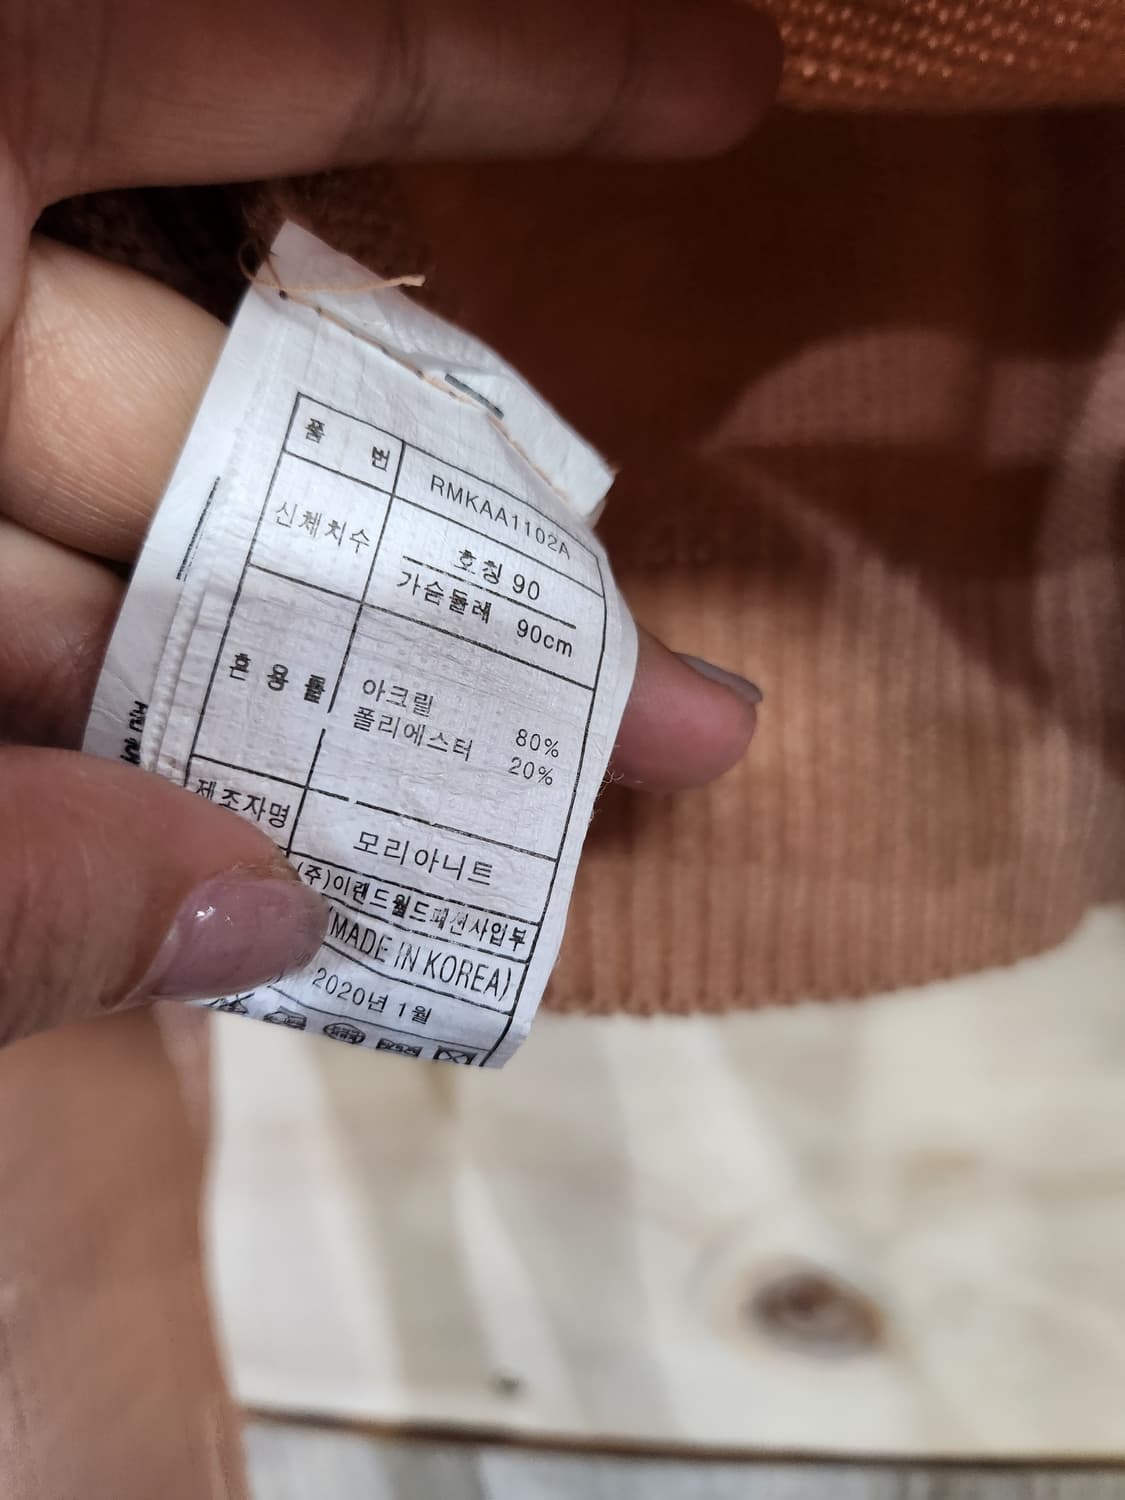 품 번 RMKAA1102A
신체치수 호칭 90
가슴둘레 90cm
혼용률 아크릴 80%
폴리에스터 20%
제조자명 모리아니트
(주)이랜드월드패션사업부
(MADE IN KOREA)
2020년 1월